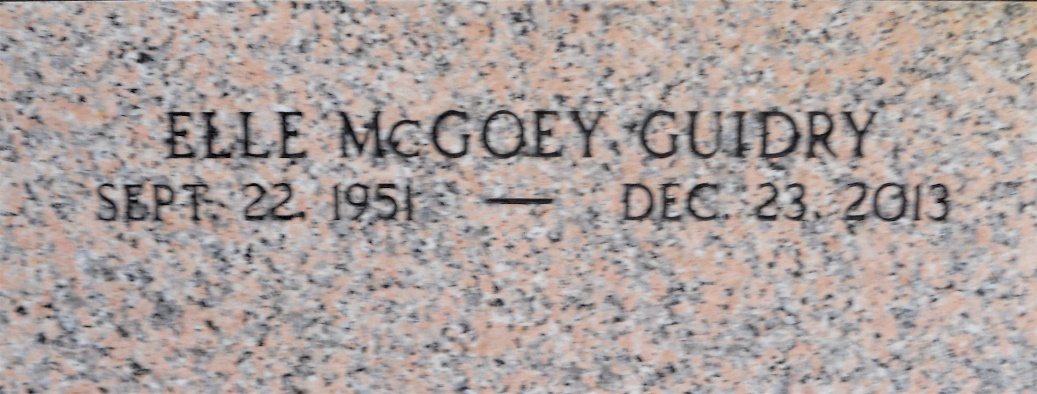 ELLE McGOEY GUIDRY
SEPT. 22, 1951 — DEC. 23, 2013